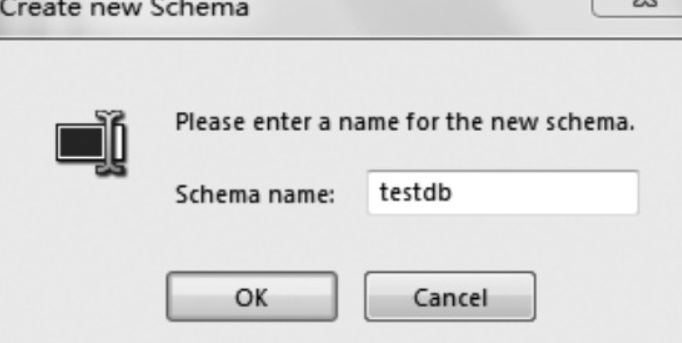 Create new Schema
Please enter a name for the new schema.
Schema name: testdb
OK Cancel